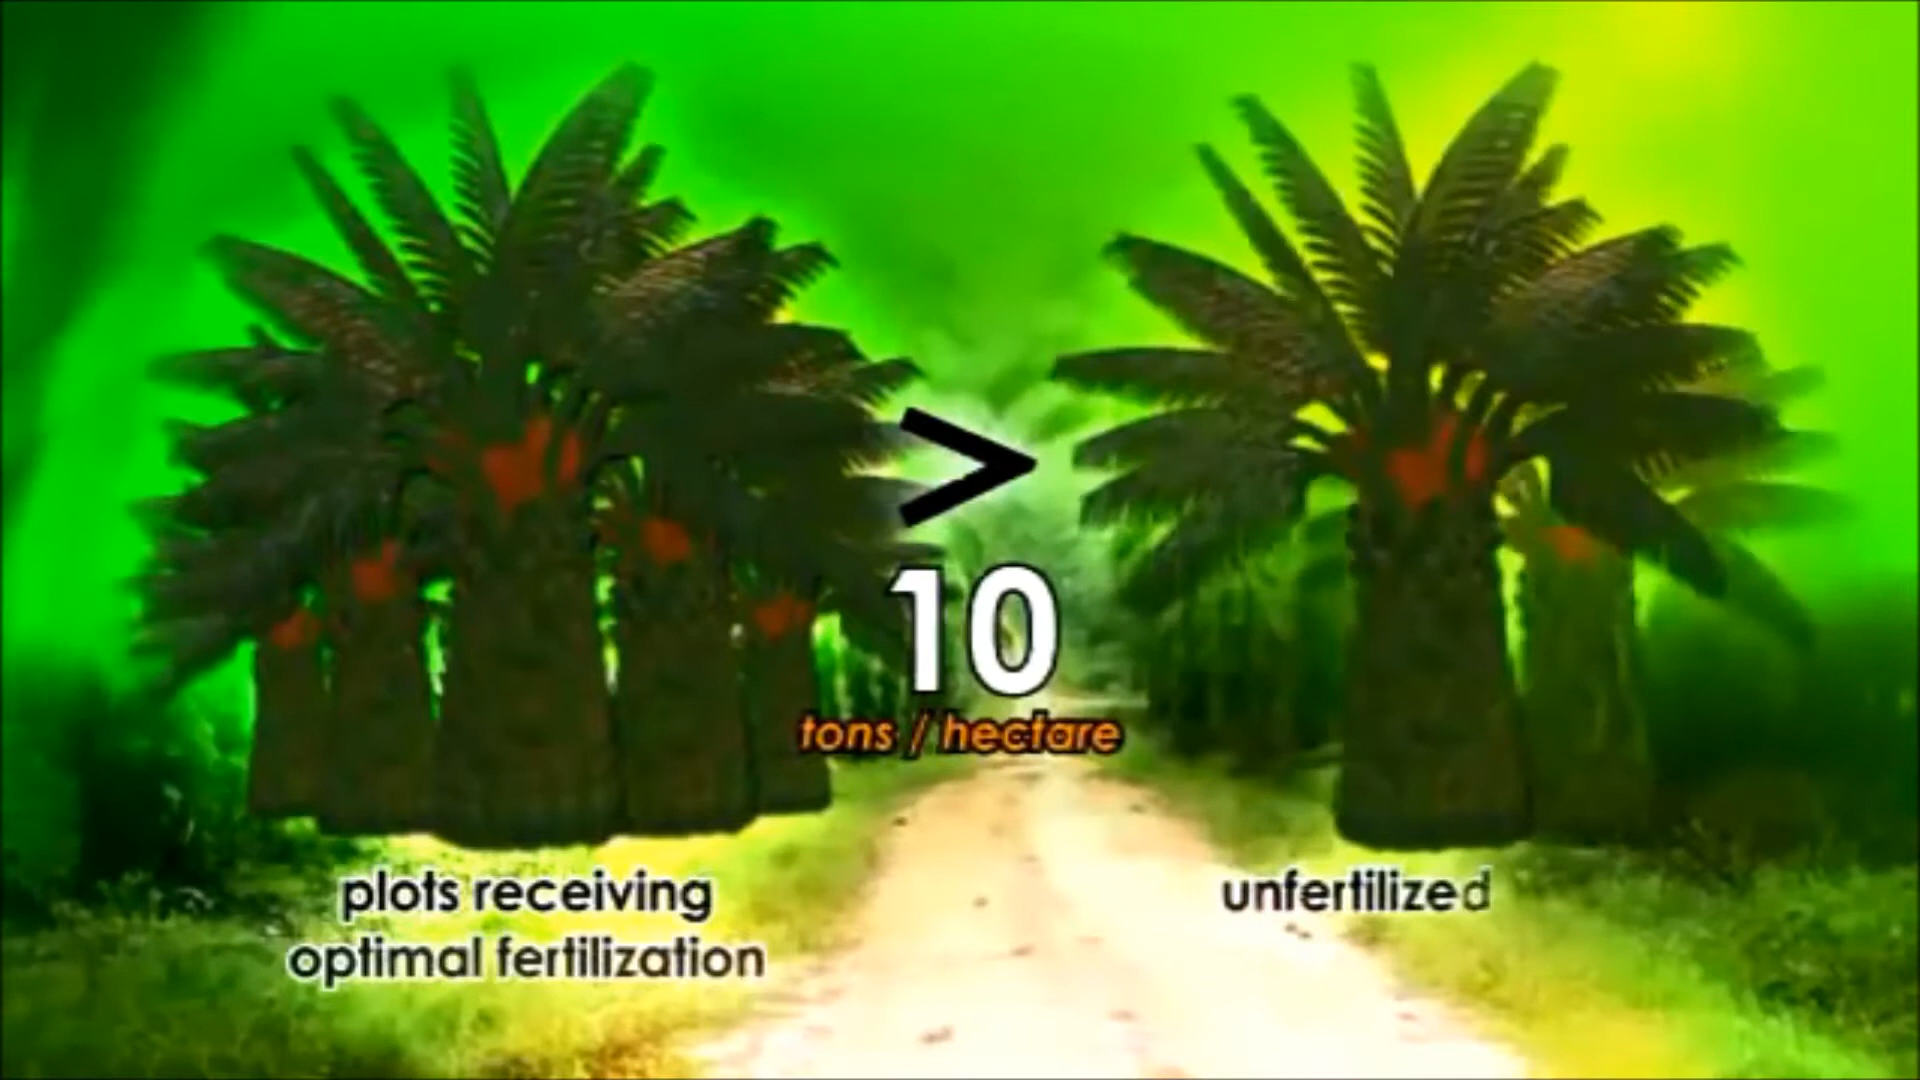 >
10
tons / hectare
plots receiving
optimal fertilization
unfertilized